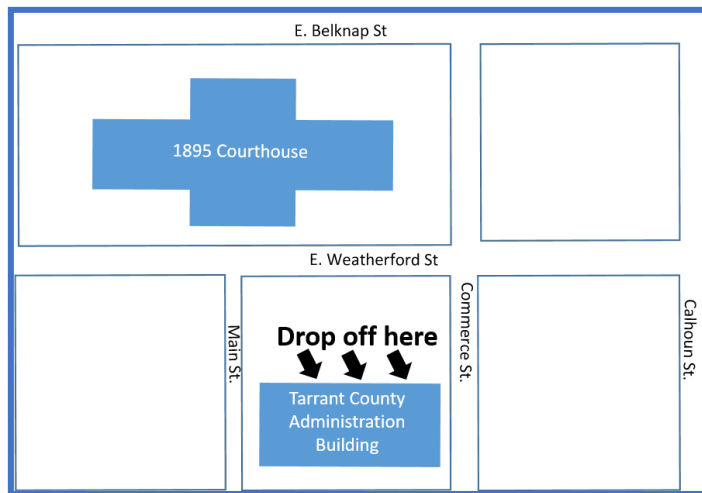 E. Belknap St
1895 Courthouse
E. Weatherford St
Main St.
Drop off here
Commerce St.
Calhoun St.
Tarrant County
Administration
Building